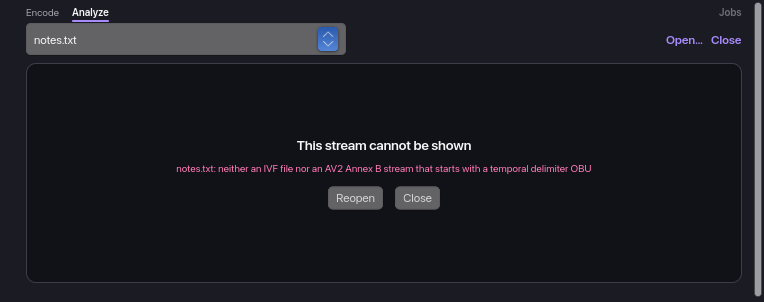 Encode Analyze Jobs
notes.txt Open... Close
This stream cannot be shown
notes.txt: neither an IVF file nor an AV2 Annex B stream that starts with a temporal delimiter OBU
Reopen Close